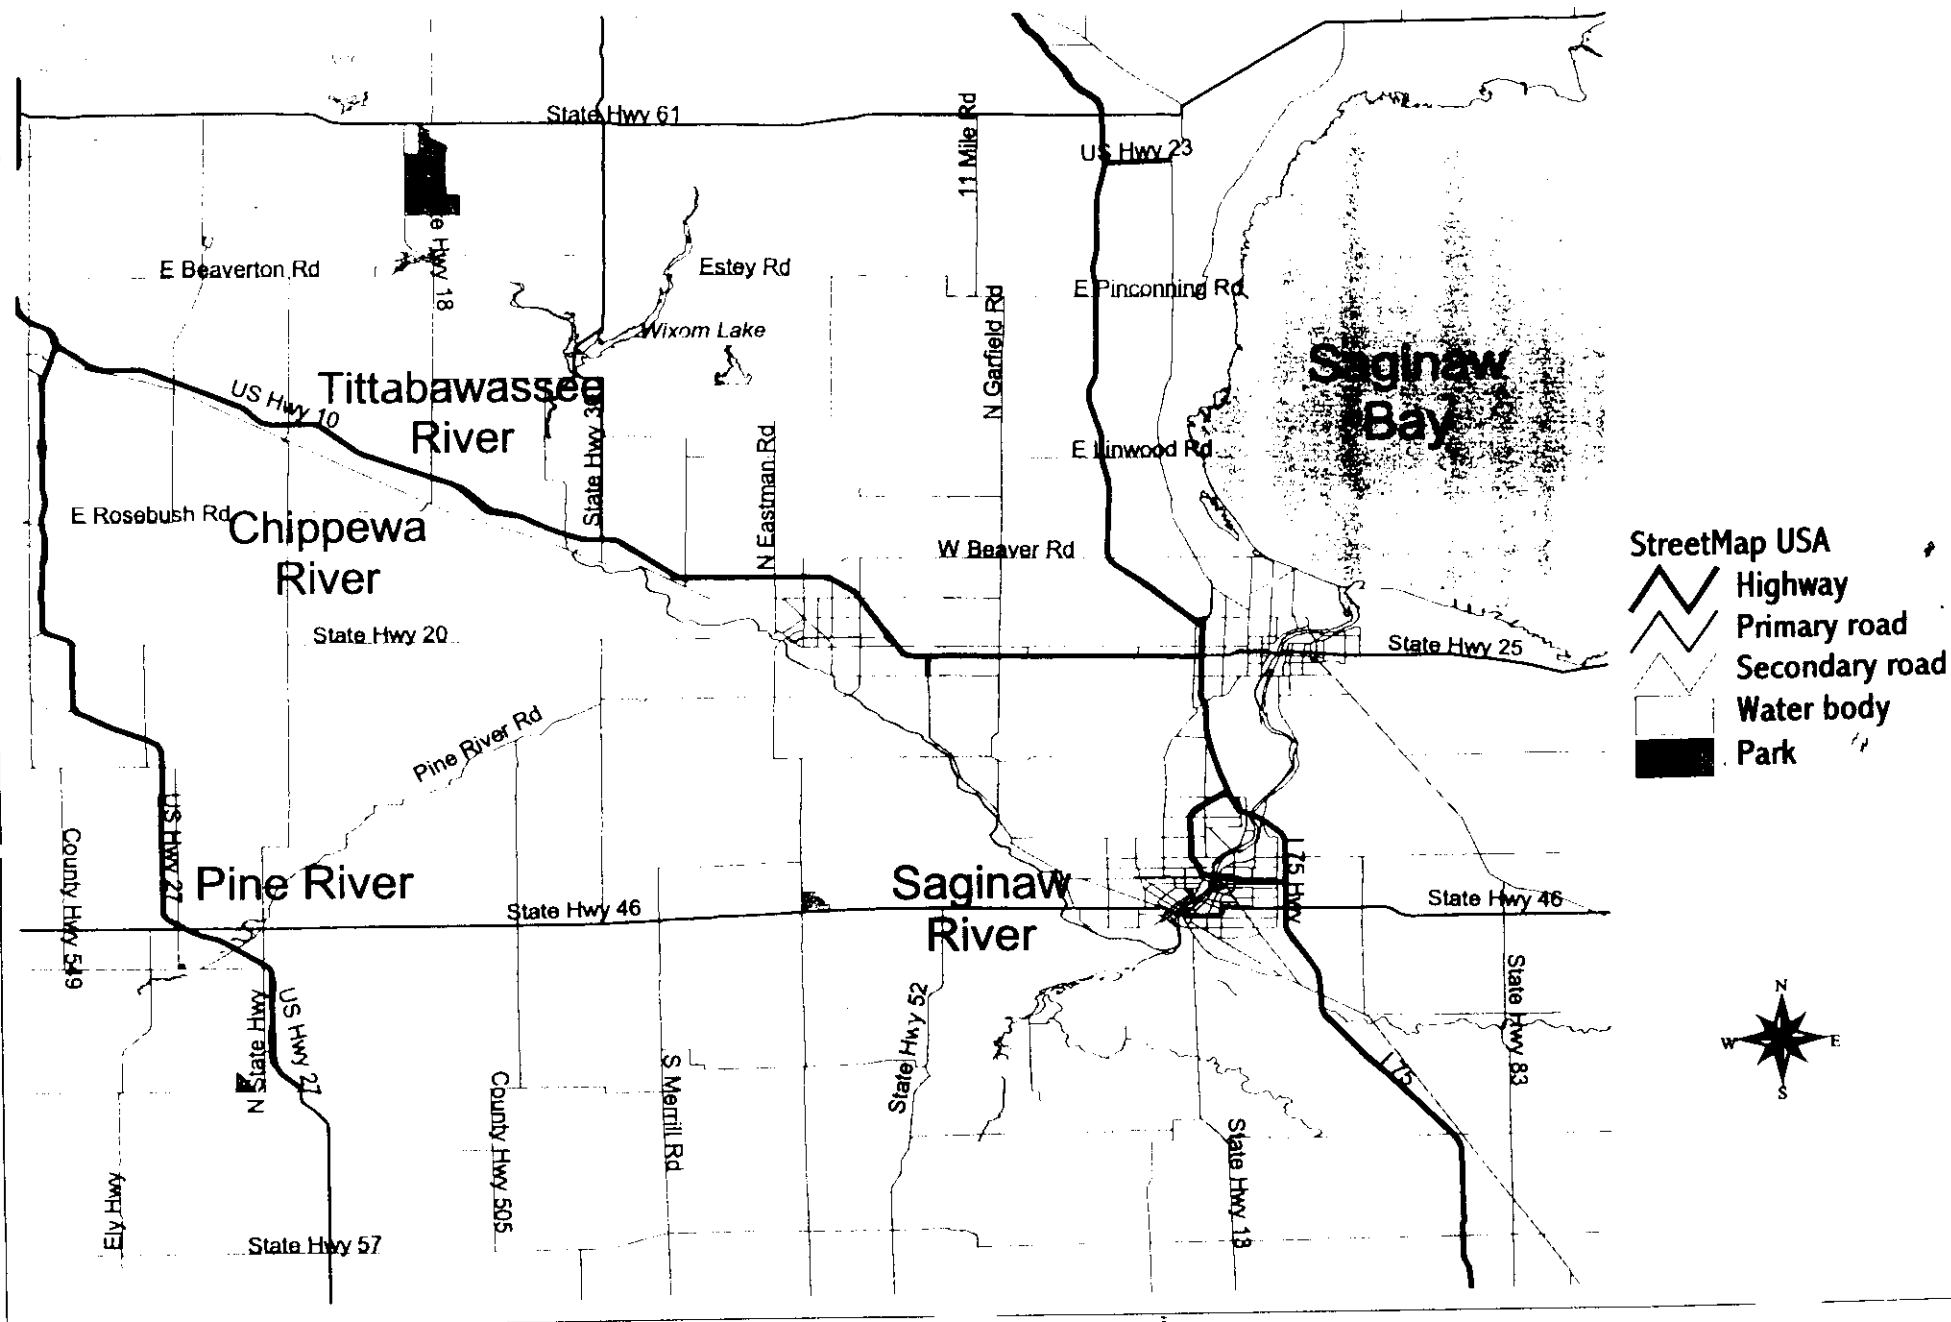 State Hwy 61
11 Mile Rd
US Hwy 23
E Beaverton Rd
Hwy 18
Estey Rd
E Pinconning Rd
N Garfield Rd
Wixom Lake
Saginaw
Bay
US Hwy 10
Tittabawassee
River
State Hwy 30
N Eastman Rd
E Linwood Rd
E Rosebush Rd
Chippewa
River
W Beaver Rd
State Hwy 20
State Hwy 25
StreetMap USA
Highway
Primary road
Secondary road
Water body
Park
Pine River Rd
County Hwy 549
US Hwy 27
Pine River
State Hwy 46
Saginaw
River
I 75 Hwy
State Hwy 46
N State Hwy
US Hwy 27
State Hwy 52
State Hwy 83
I 75
Ely Hwy
County Hwy 505
S Merrill Rd
State Hwy 13
State Hwy 57
N
W
E
S